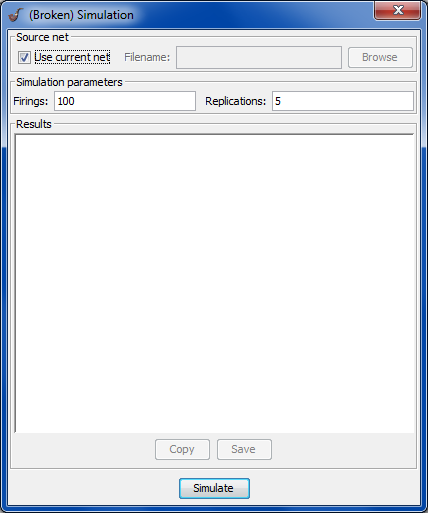 (Broken) Simulation
Source net
Use current net Filename: Browse
Simulation parameters
Firings: 100 Replications: 5
Results
Copy Save
Simulate